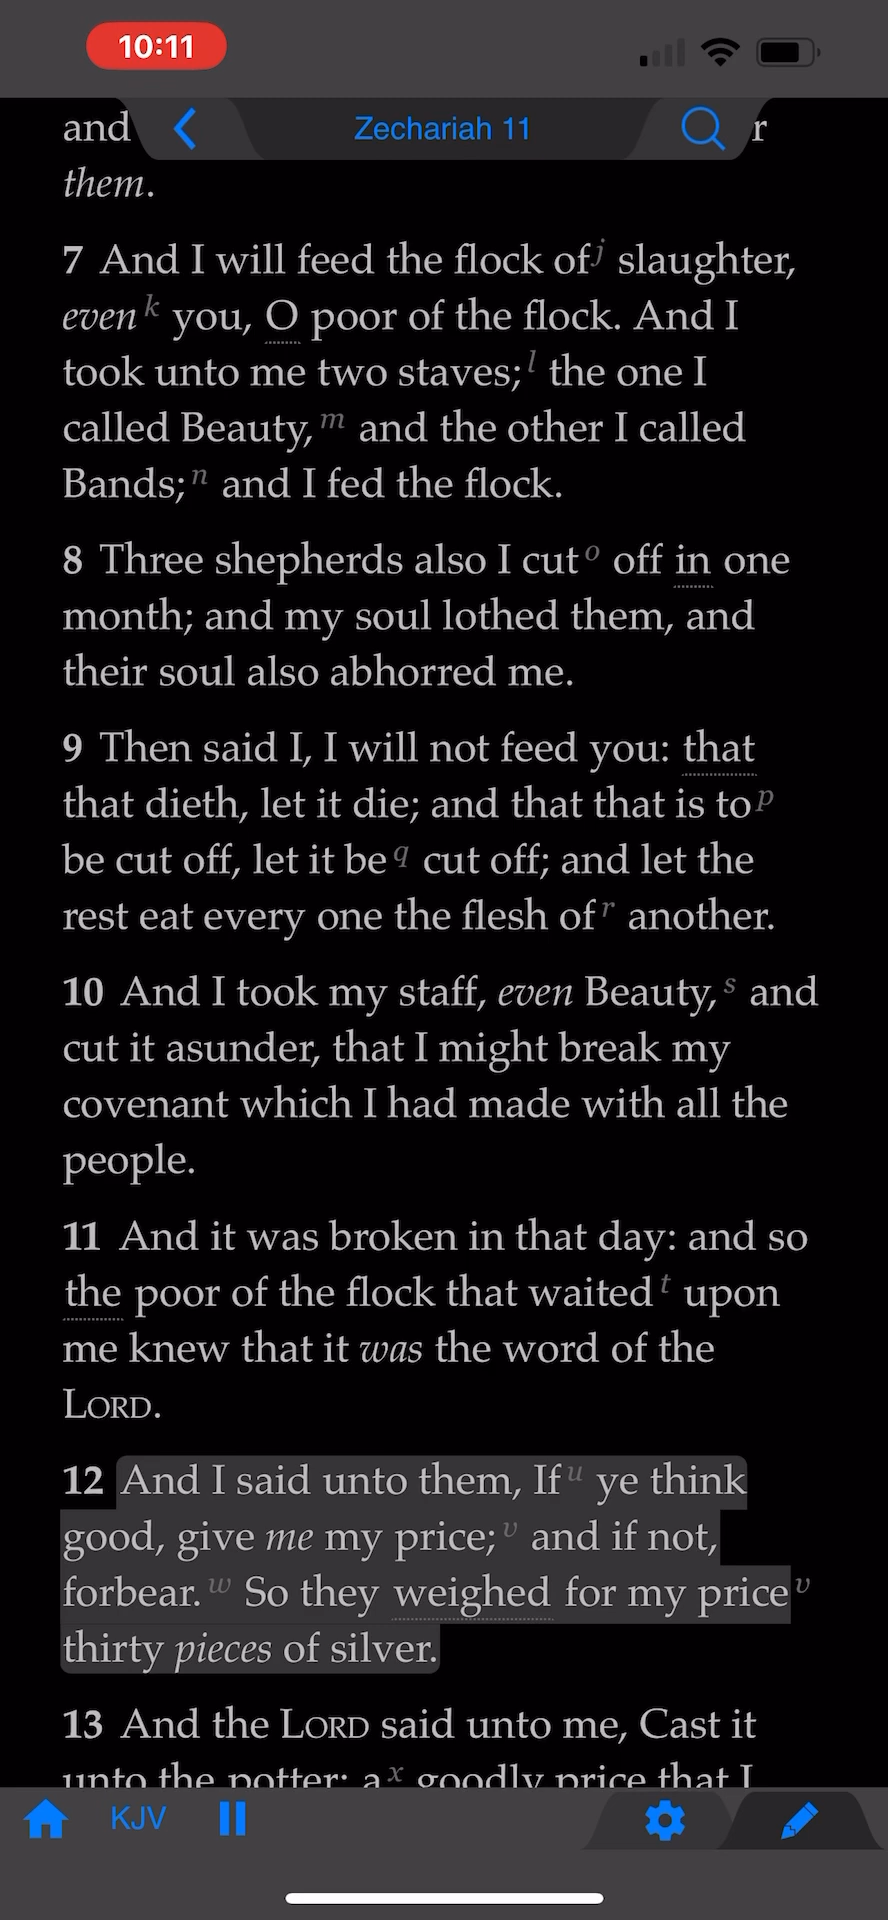 10:11
and
Zechariah 11
r
them.
7 And I will feed the flock of j slaughter,
even k you, O poor of the flock. And I
took unto me two staves; l the one I
called Beauty, m and the other I called
Bands; n and I fed the flock.
8 Three shepherds also I cut o off in one
month; and my soul lothed them, and
their soul also abhorred me.
9 Then said I, I will not feed you: that
that dieth, let it die; and that that is to p
be cut off, let it be q cut off; and let the
rest eat every one the flesh of r another.
10 And I took my staff, even Beauty, s and
cut it asunder, that I might break my
covenant which I had made with all the
people.
11 And it was broken in that day: and so
the poor of the flock that waited t upon
me knew that it was the word of the
LORD.
12 And I said unto them, If u ye think
good, give me my price; v and if not,
forbear. w So they weighed for my price v
thirty pieces of silver.
13 And the LORD said unto me, Cast it
unto the potter: a x goodly price that I
KJV